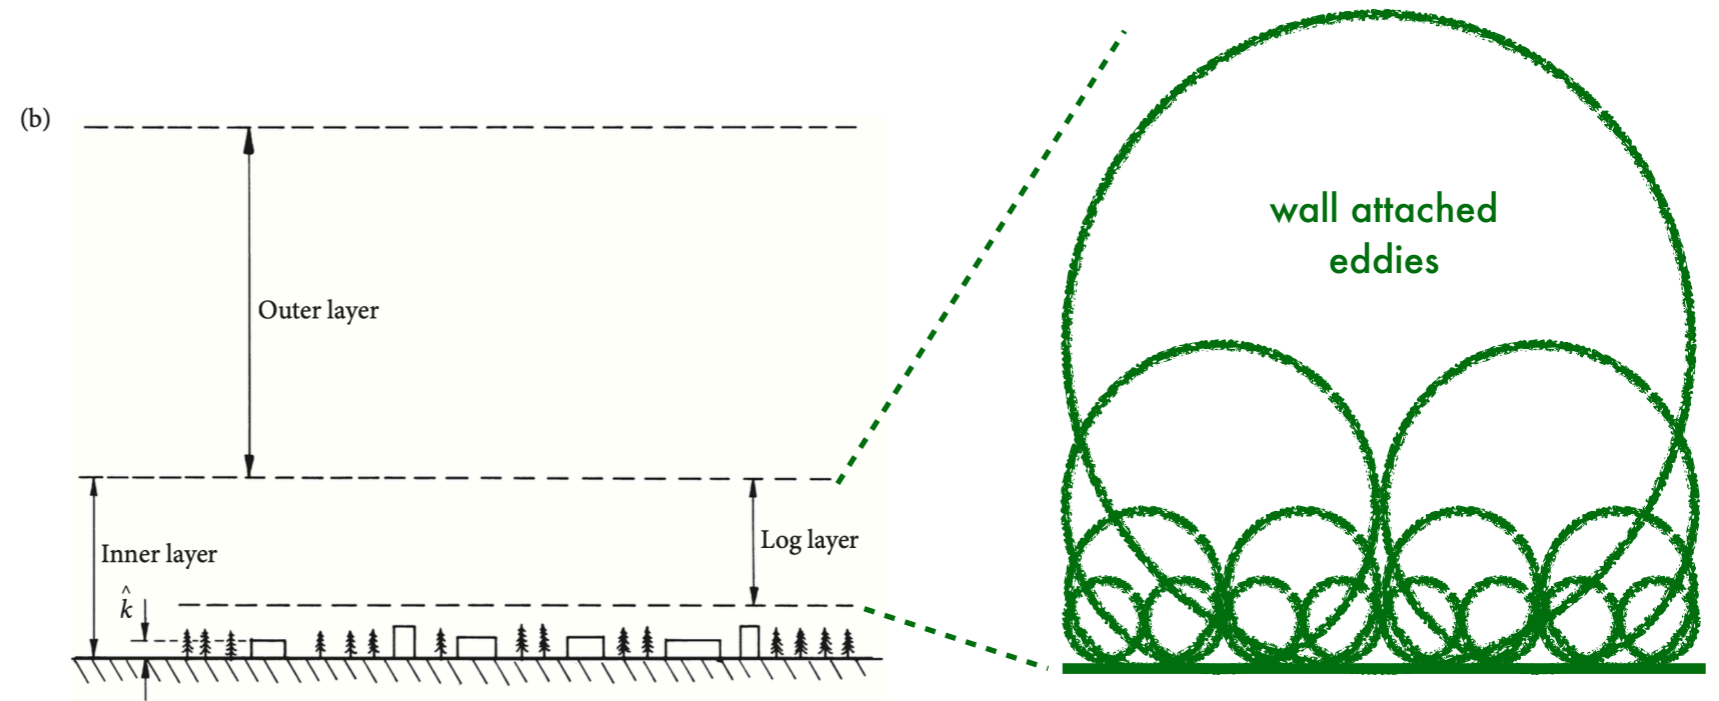 (b)
Outer layer
Inner layer
k̂
Log layer
wall attached
eddies